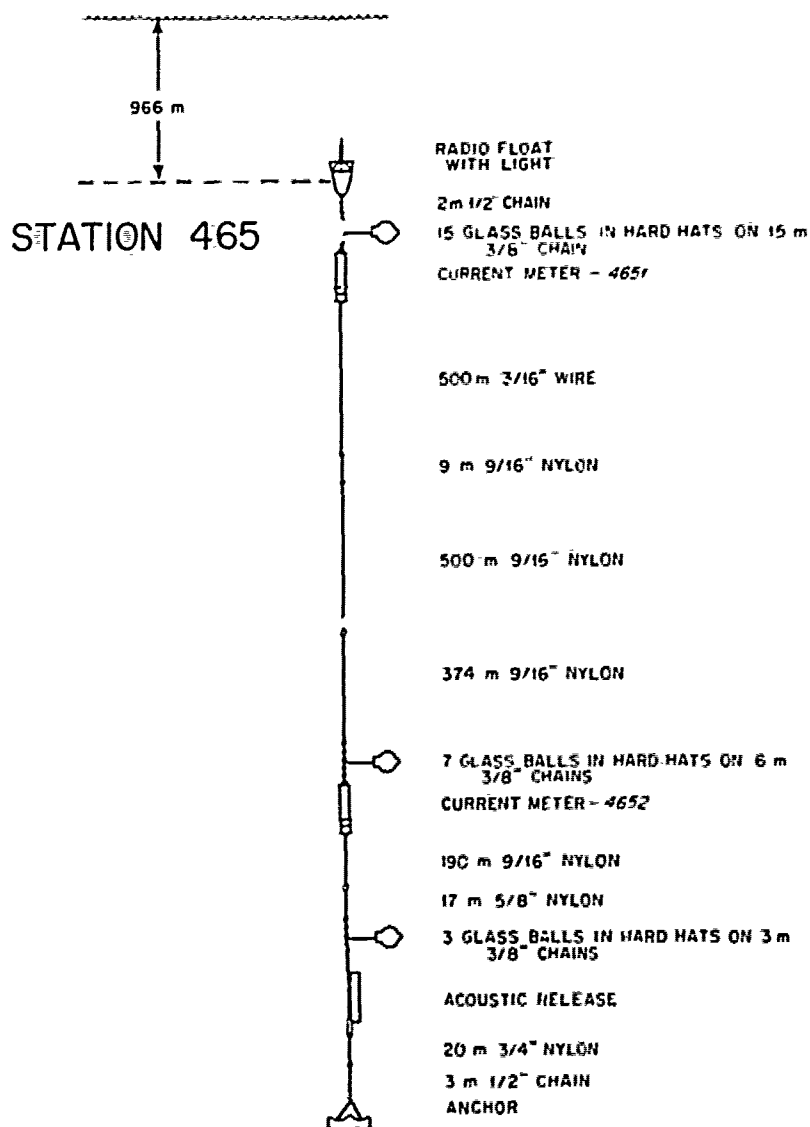 966 m
RADIO FLOAT
WITH LIGHT
2m 1/2" CHAIN
STATION 465
15 GLASS BALLS IN HARD HATS ON 15 m
3/8" CHAIN
CURRENT METER - 4651
500m 3/16" WIRE
9 m 9/16" NYLON
500 m 9/16" NYLON
374 m 9/16" NYLON
7 GLASS BALLS IN HARD HATS ON 6 m
3/8" CHAINS
CURRENT METER - 4652
190 m 9/16" NYLON
17 m 5/8" NYLON
3 GLASS BALLS IN HARD HATS ON 3 m
3/8" CHAINS
ACOUSTIC RELEASE
20 m 3/4" NYLON
3 m 1/2" CHAIN
ANCHOR